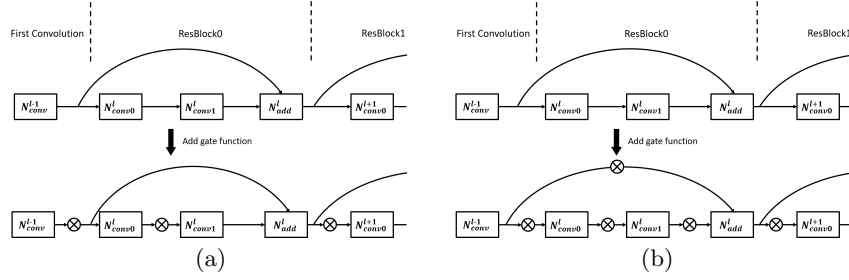 First Convolution ResBlock0 ResBlock1 First Convolution ResBlock0 ResBlock1
N^{l-1}_{conv} N^{l}_{conv0} N^{l}_{conv1} N^{l}_{add} N^{l+1}_{conv0} N^{l-1}_{conv} N^{l}_{conv0} N^{l}_{conv1} N^{l}_{add} N^{l+1}_{conv0}
Add gate function Add gate function
N^{l-1}_{conv} N^{l}_{conv0} N^{l}_{conv1} N^{l}_{add} N^{l+1}_{conv0} N^{l-1}_{conv} N^{l}_{conv0} N^{l}_{conv1} N^{l}_{add} N^{l+1}_{conv0}
(a) (b)